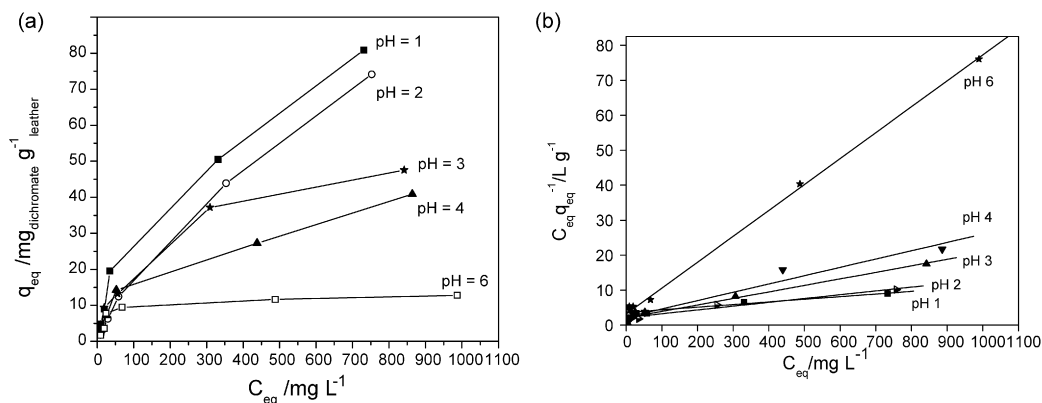 (a)
q_eq /mg_dichromate g^-1_leather
80
70
60
50
40
30
20
10
0
pH = 1
pH = 2
pH = 3
pH = 4
pH = 6
0 100 200 300 400 500 600 700 800 900 1000 1100
C_eq /mg L^-1
(b)
C_eq q_eq^-1/L g^-1
80
70
60
50
40
30
20
10
0
pH 6
pH 4
pH 3
pH 2
pH 1
0 100 200 300 400 500 600 700 800 900 1000 1100
C_eq/mg L^-1